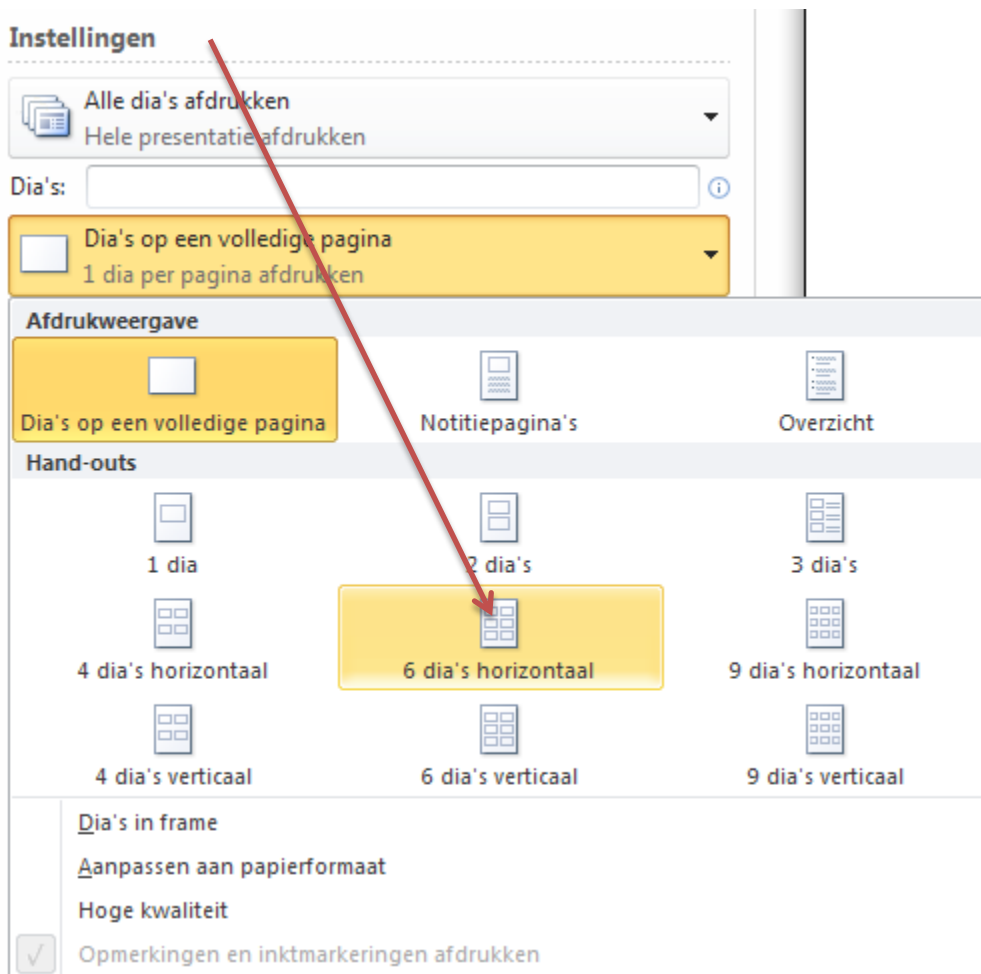 Instellingen
Alle dia's afdrukken
Hele presentatie afdrukken
Dia's:
Dia's op een volledige pagina
1 dia per pagina afdrukken
Afdrukweergave
Dia's op een volledige pagina
Notitiepagina's
Overzicht
Hand-outs
1 dia
2 dia's
3 dia's
4 dia's horizontaal
6 dia's horizontaal
9 dia's horizontaal
4 dia's verticaal
6 dia's verticaal
9 dia's verticaal
Dia's in frame
Aanpassen aan papierformaat
Hoge kwaliteit
Opmerkingen en inktmarkeringen afdrukken